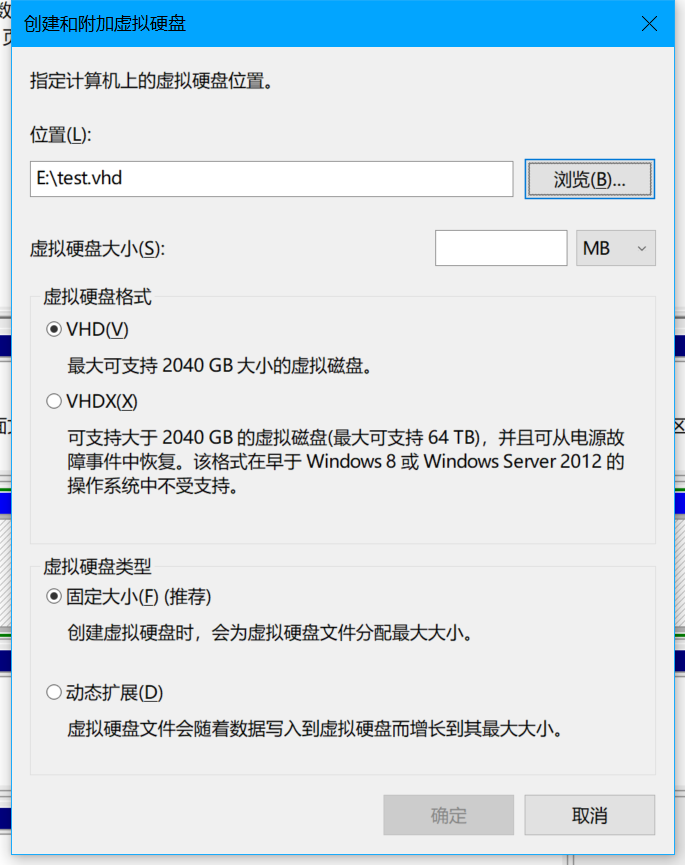 创建和附加虚拟硬盘
指定计算机上的虚拟硬盘位置。
位置(L):
E:\test.vhd
浏览(B)...
虚拟硬盘大小(S):
MB
虚拟硬盘格式
VHD(V)
最大可支持 2040 GB 大小的虚拟磁盘。
VHDX(X)
可支持大于 2040 GB 的虚拟磁盘(最大可支持 64 TB)，并且可从电源故
障事件中恢复。该格式在早于 Windows 8 或 Windows Server 2012 的
操作系统中不受支持。
虚拟硬盘类型
固定大小(F) (推荐)
创建虚拟硬盘时，会为虚拟硬盘文件分配最大大小。
动态扩展(D)
虚拟硬盘文件会随着数据写入到虚拟硬盘而增长到其最大大小。
确定
取消